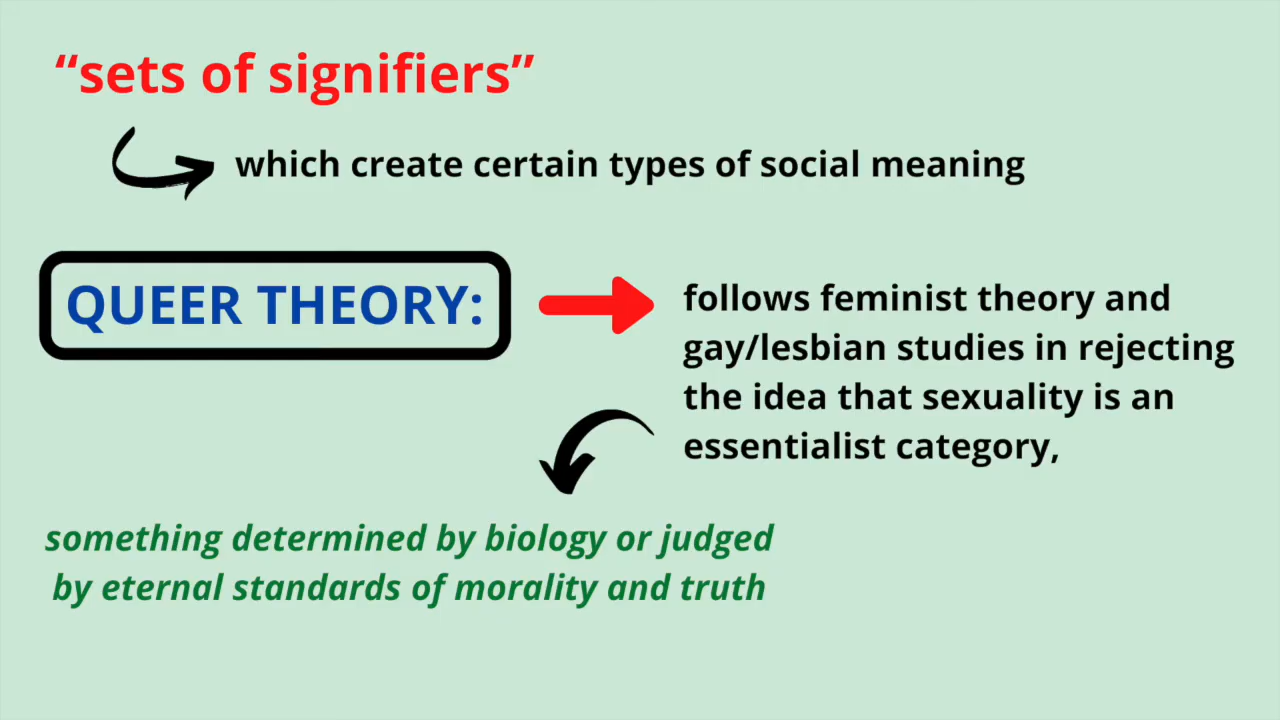 “sets of signifiers”
which create certain types of social meaning
QUEER THEORY:
follows feminist theory and
gay/lesbian studies in rejecting
the idea that sexuality is an
essentialist category,
something determined by biology or judged
by eternal standards of morality and truth